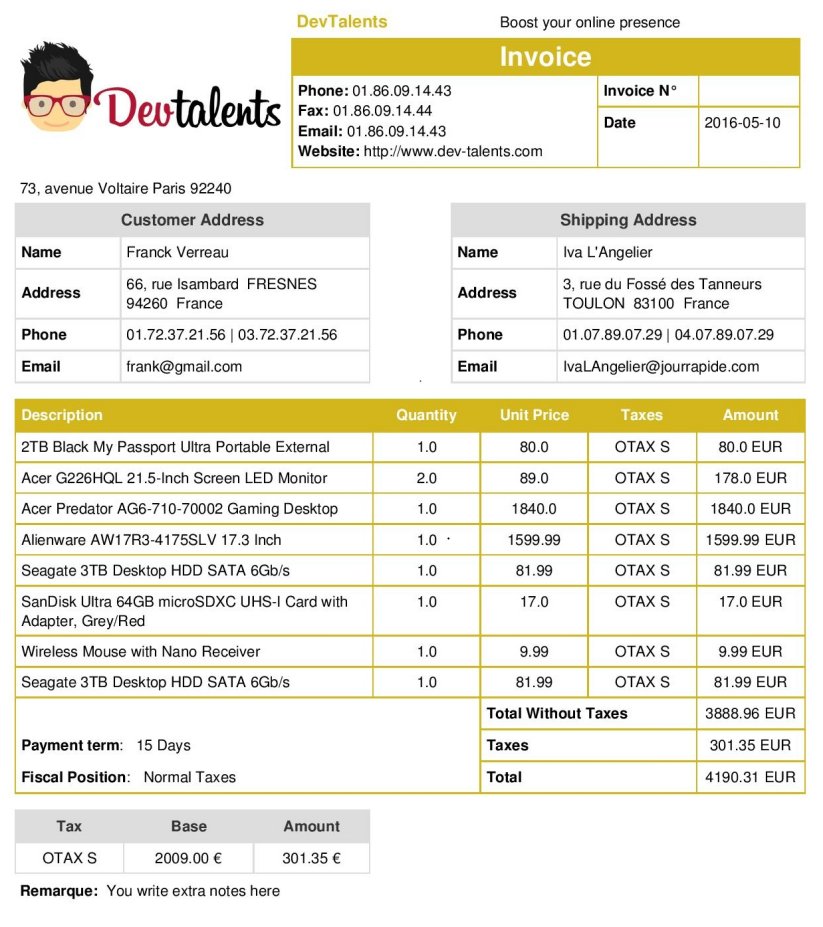 DevTalents Boost your online presence
Devtalents
Invoice
Phone: 01.86.09.14.43 Invoice N°
Fax: 01.86.09.14.44
Email: 01.86.09.14.43 Date 2016-05-10
Website: http://www.dev-talents.com
73, avenue Voltaire Paris 92240
Customer Address
Name Franck Verreau
Address 66, rue Isambard FRESNES
94260 France
Phone 01.72.37.21.56 | 03.72.37.21.56
Email frank@gmail.com
Shipping Address
Name Iva L'Angelier
Address 3, rue du Fossé des Tanneurs
TOULON 83100 France
Phone 01.07.89.07.29 | 04.07.89.07.29
Email IvaLAngelier@jourrapide.com
Description Quantity Unit Price Taxes Amount
2TB Black My Passport Ultra Portable External 1.0 80.0 OTAX S 80.0 EUR
Acer G226HQL 21.5-Inch Screen LED Monitor 2.0 89.0 OTAX S 178.0 EUR
Acer Predator AG6-710-70002 Gaming Desktop 1.0 1840.0 OTAX S 1840.0 EUR
Alienware AW17R3-4175SLV 17.3 Inch 1.0 1599.99 OTAX S 1599.99 EUR
Seagate 3TB Desktop HDD SATA 6Gb/s 1.0 81.99 OTAX S 81.99 EUR
SanDisk Ultra 64GB microSDXC UHS-I Card with 1.0 17.0 OTAX S 17.0 EUR
Adapter, Grey/Red
Wireless Mouse with Nano Receiver 1.0 9.99 OTAX S 9.99 EUR
Seagate 3TB Desktop HDD SATA 6Gb/s 1.0 81.99 OTAX S 81.99 EUR
Total Without Taxes 3888.96 EUR
Payment term: 15 Days Taxes 301.35 EUR
Fiscal Position: Normal Taxes Total 4190.31 EUR
Tax Base Amount
OTAX S 2009.00 € 301.35 €
Remarque: You write extra notes here